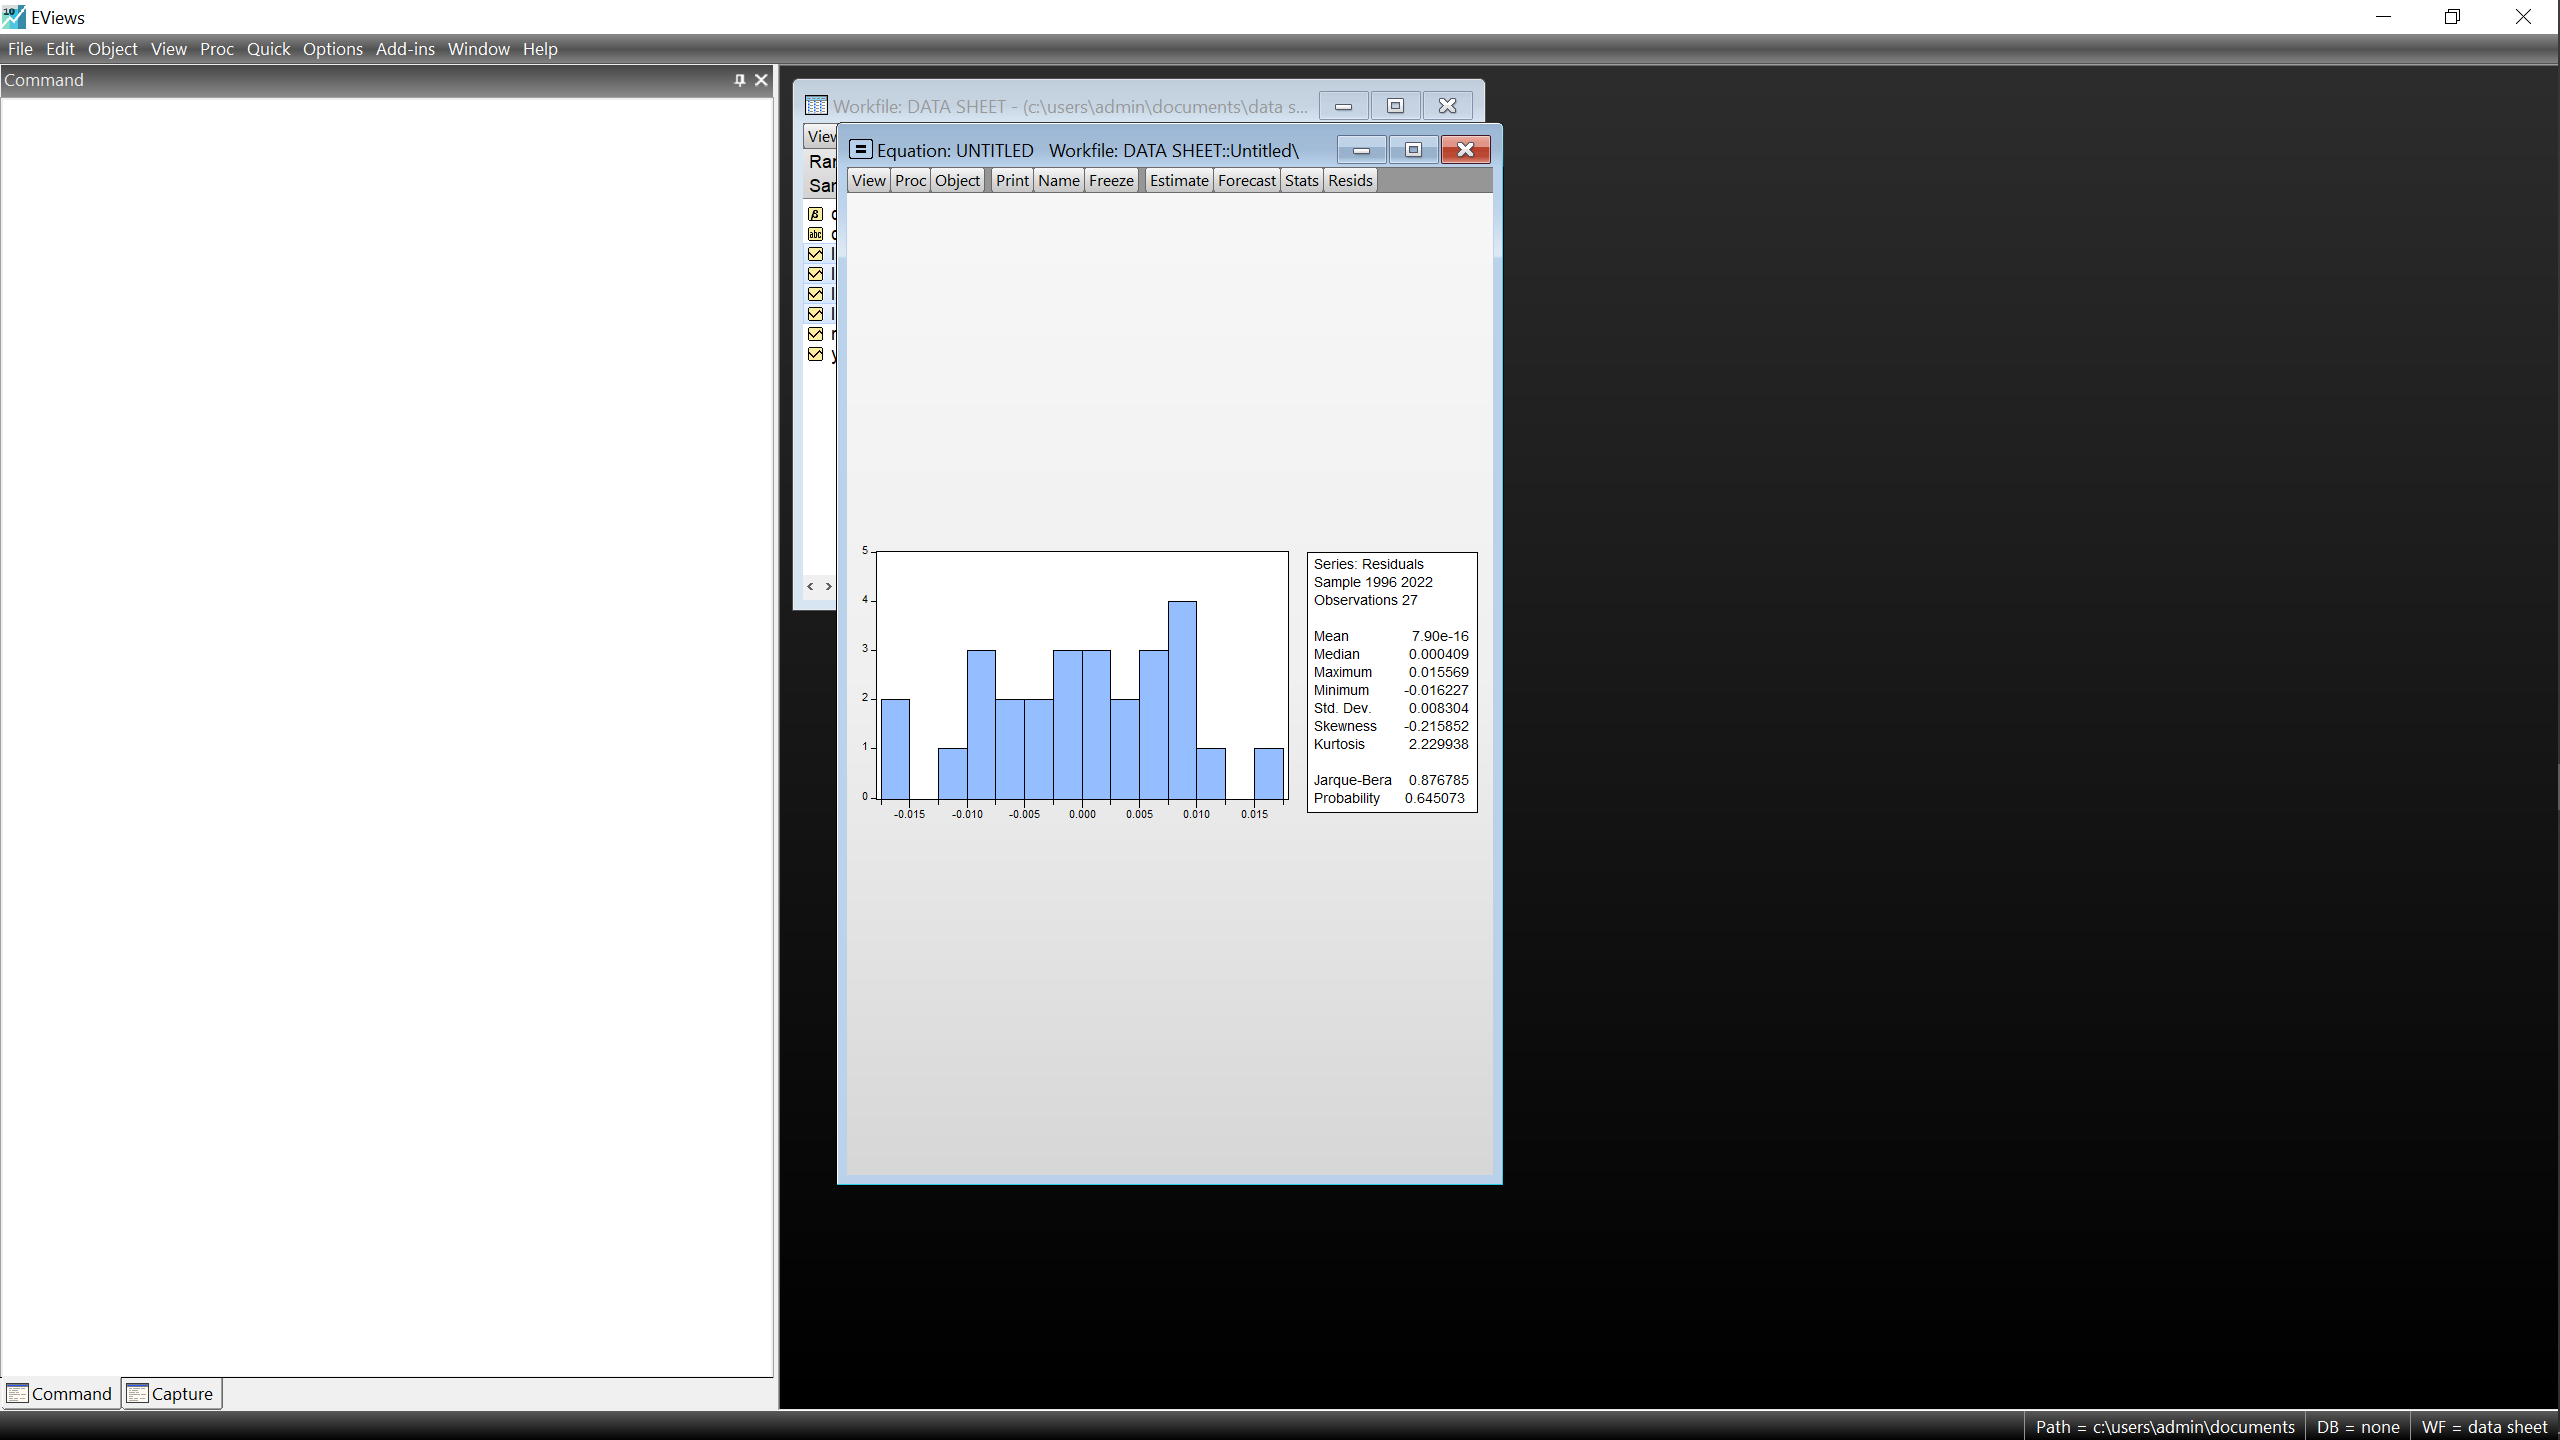 EViews
File Edit Object View Proc Quick Options Add-ins Window Help
Command
Workfile: DATA SHEET - (c:\users\admin\documents\data s...
Equation: UNTITLED Workfile: DATA SHEET::Untitled\
View Proc Object Print Name Freeze Estimate Forecast Stats Resids
5
4
3
2
1
0
-0.015 -0.010 -0.005 0.000 0.005 0.010 0.015
Series: Residuals
Sample 1996 2022
Observations 27
Mean 7.90e-16
Median 0.000409
Maximum 0.015569
Minimum -0.016227
Std. Dev. 0.008304
Skewness -0.215852
Kurtosis 2.229938
Jarque-Bera 0.876785
Probability 0.645073
Command Capture
Path = c:\users\admin\documents DB = none WF = data sheet